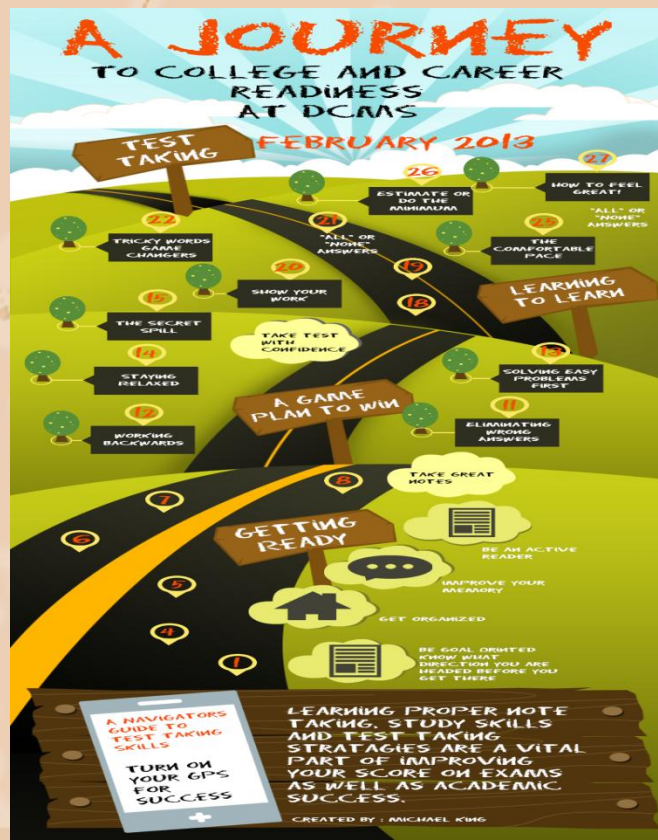 A JOURNEY
TO COLLEGE AND CAREER
READINESS
AT DCMS
FEBRUARY 2013
TEST
TAKING
27
HOW TO FEEL
GREAT!
26
ESTIMATE OR
DO THE
MINIMUM
"ALL" OR
"NONE"
ANSWERS
25
THE
COMFORTABLE
PACE
22
TRICKY WORDS
GAME
CHANGERS
21
"ALL" OR
"NONE"
ANSWERS
20
SHOW YOUR
WORK
19
18
LEARNING
TO LEARN
15
THE SECRET
SPILL
TAKE TEST
WITH
CONFIDENCE
14
STAYING
RELAXED
13
SOLVING EASY
PROBLEMS
FIRST
A GAME
PLAN TO WIN
12
WORKING
BACKWARDS
11
ELIMINATING
WRONG
ANSWERS
8
TAKE GREAT
NOTES
7
GETTING
READY
6
BE AN ACTIVE
READER
5
IMPROVE YOUR
MEMORY
4
GET ORGANIZED
1
BE GOAL ORINTED
KNOW WHAT
DIRECTION YOU ARE
HEADED BEFORE YOU
GET THERE
A NAVIGATORS
GUIDE TO
TEST TAKING
SKILLS
TURN ON
YOUR GPS
FOR
SUCCESS
LEARNING PROPER NOTE
TAKING, STUDY SKILLS
AND TEST TAKING
STRATAGIES ARE A VITAL
PART OF IMPROVING
YOUR SCORE ON EXAMS
AS WELL AS ACADEMIC
SUCCESS.
CREATED BY : MICHAEL KING